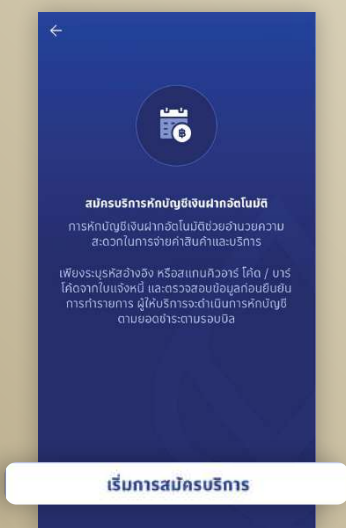 สมัครบริการหักบัญชีเงินฝากอัตโนมัติ
การหักบัญชีเงินฝากอัตโนมัติช่วยอำนวยความ
สะดวกในการจ่ายค่าสินค้าและบริการ
เพียงระบุรหัสอ้างอิง หรือสแกนคิวอาร์ โค้ด / บาร์
โค้ดจากใบแจ้งหนี้ และตรวจสอบข้อมูลก่อนยืนยัน
การทำรายการ ผู้ให้บริการจะดำเนินการหักบัญชี
ตามยอดชำระตามรอบบิล
เริ่มการสมัครบริการ